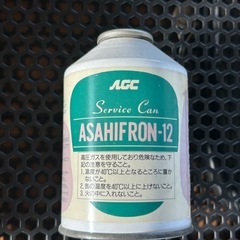 AGC
Service Can
ASAHIFRON-12
高圧ガスを使用しており危険なため、下
記の注意を守ること。
1.温度が40℃以上となるところに置か
ないこと。
2.缶の温度を40℃以上に上げないこと。
3.火の中に入れないこと。